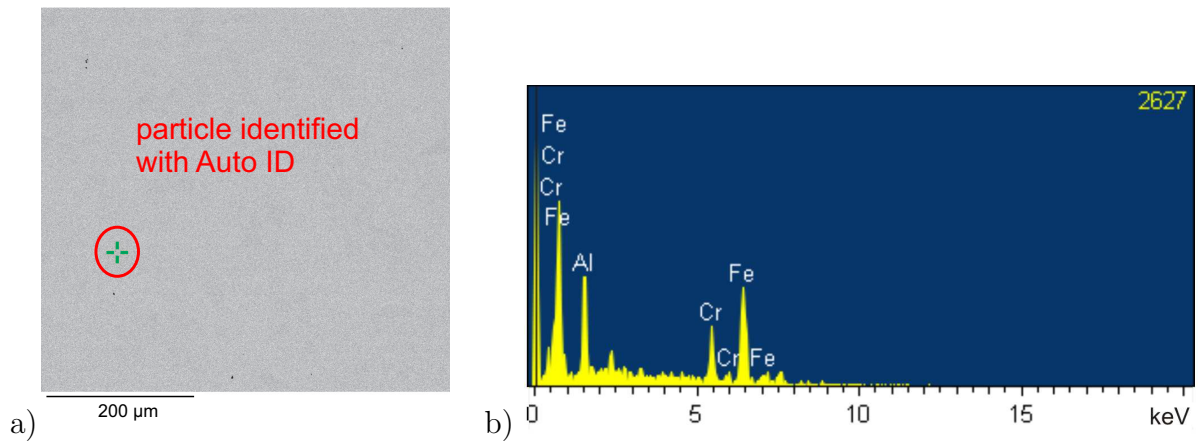 particle identified
with Auto ID
200 µm
a)
2627
Fe
Cr
Cr
Fe
Al
Fe
Cr
Cr Fe
0 5 10 15 keV
b)